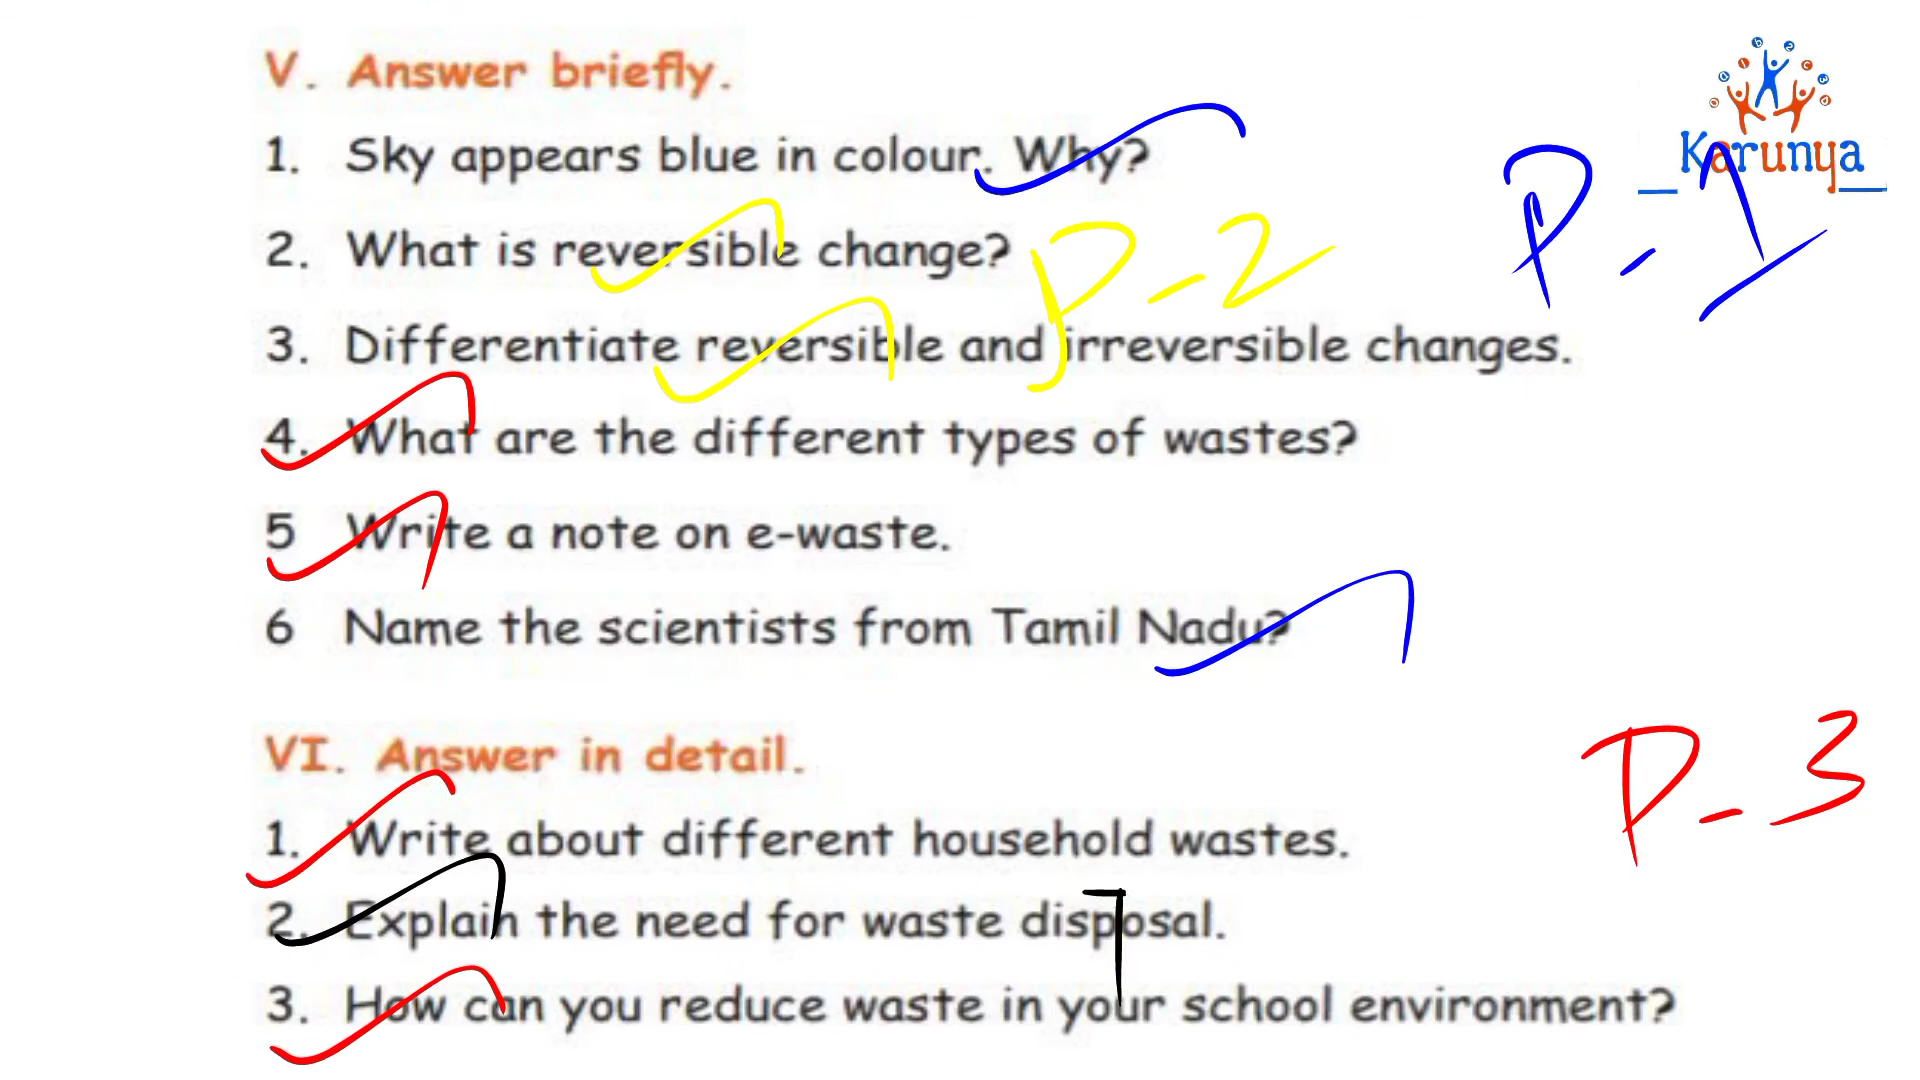 V. Answer briefly.
1. Sky appears blue in colour. Why?
2. What is reversible change?
3. Differentiate reversible and irreversible changes.
4. What are the different types of wastes?
5 Write a note on e-waste.
6 Name the scientists from Tamil Nadu?
Karunya
P-1
P-2
VI. Answer in detail.
1. Write about different household wastes.
2. Explain the need for waste disposal.
3. How can you reduce waste in your school environment?
P-3